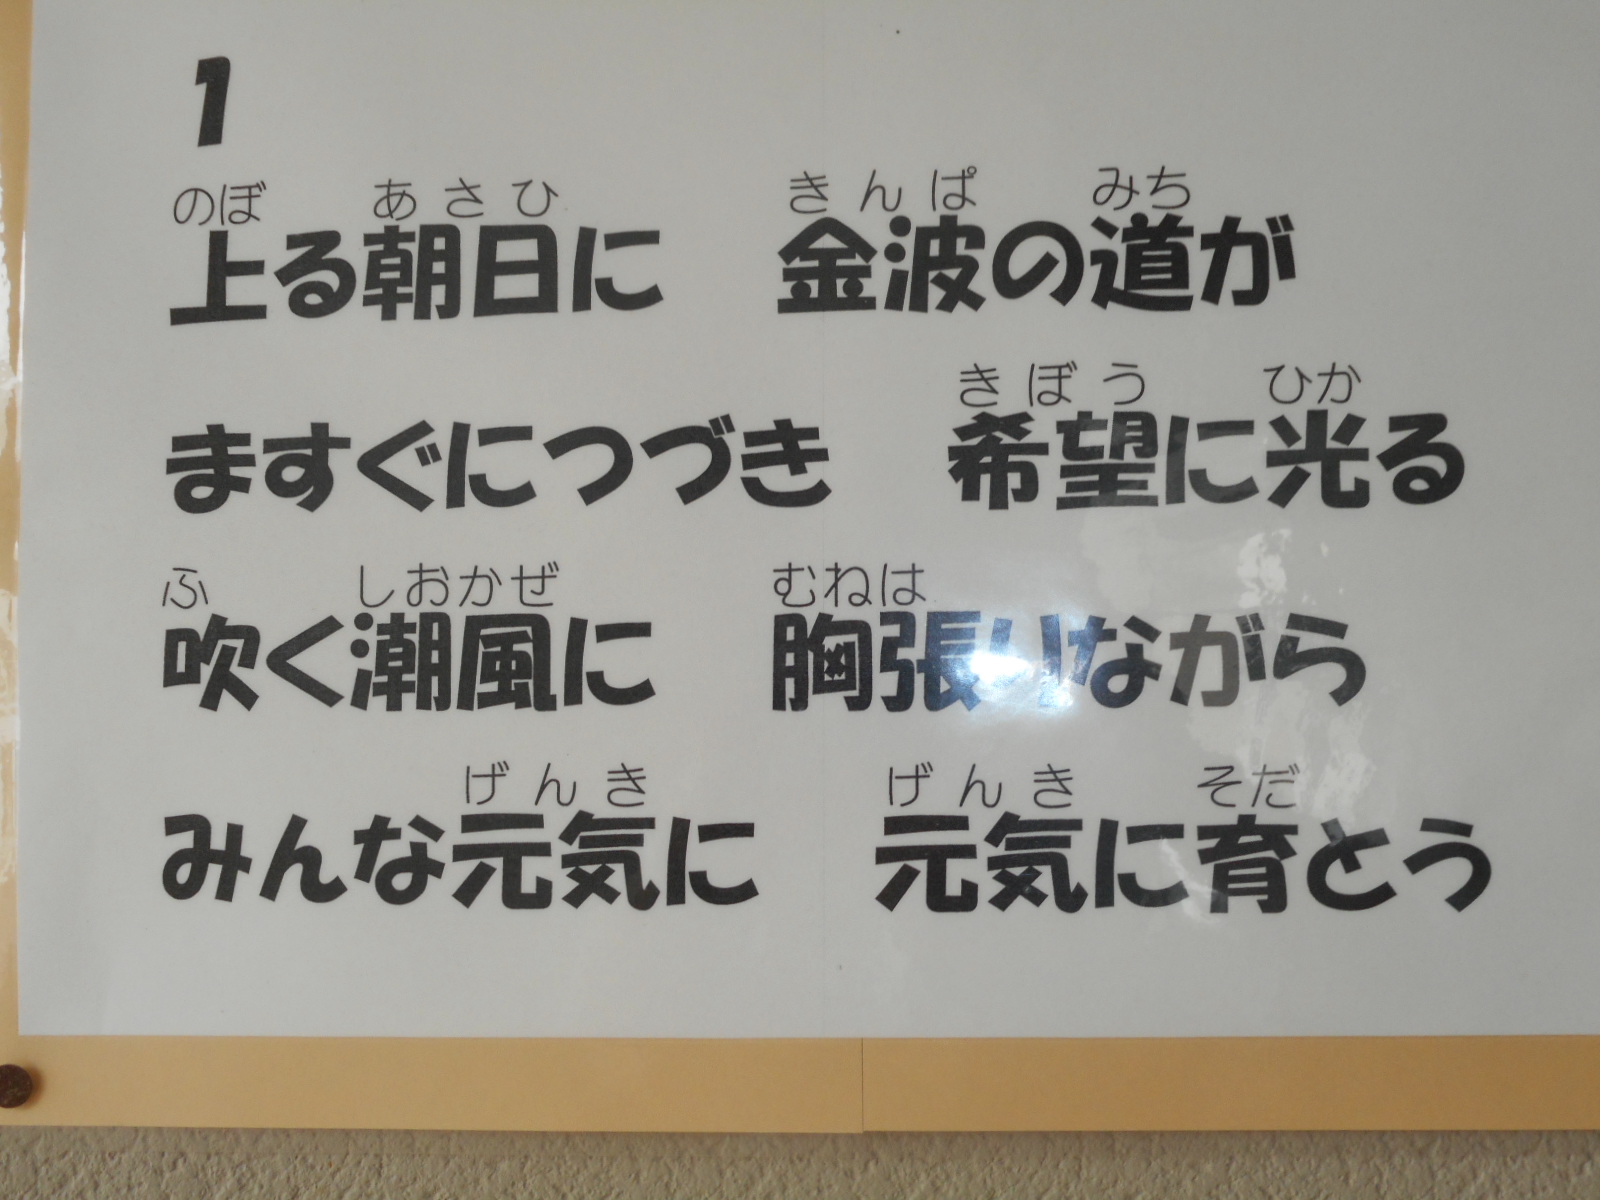 1
のぼ あさひ きんぱ みち
上る朝日に 金波の道が
きぼう ひか
ますぐにつづき 希望に光る
ふ しおかぜ むねは
吹く潮風に 胸張りながら
げんき げんき そだ
みんな元気に 元気に育とう